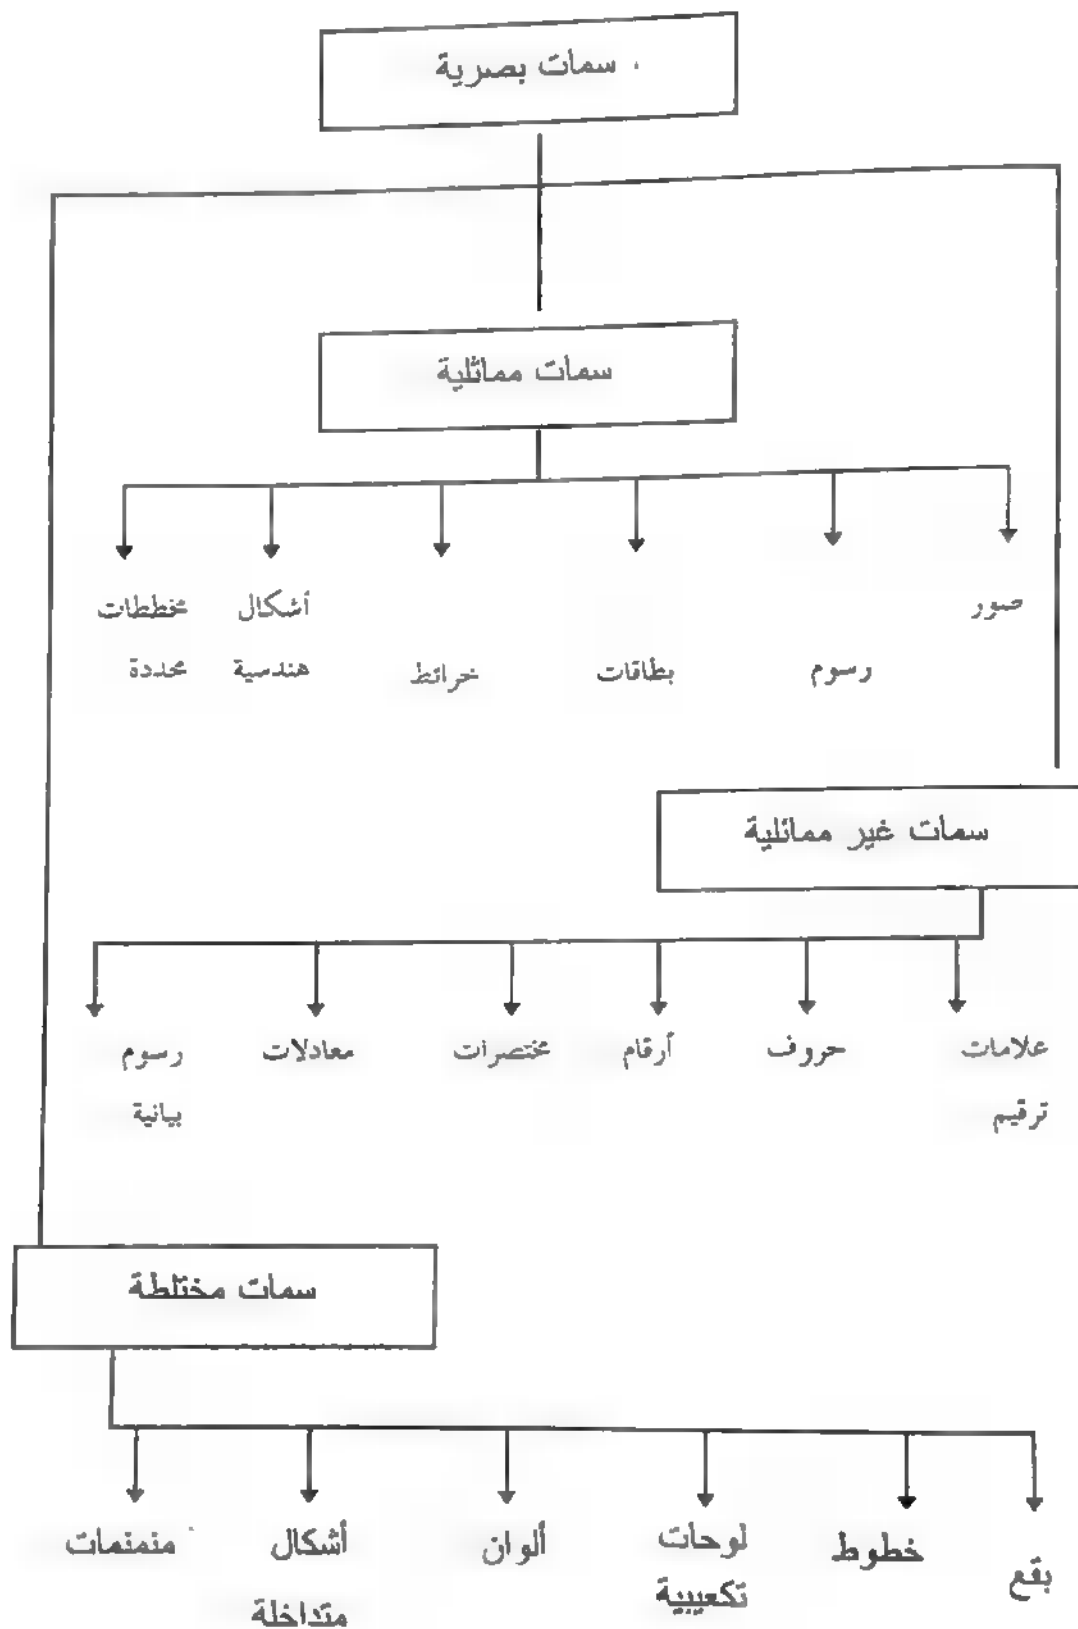 سمات بصرية
سمات مماثلية
صور
رسوم
بطاقات
خرائط
أشكال
هندسية
مخططات
محددة
سمات غير مماثلية
علامات
ترقيم
حروف
أرقام
مختصرات
معادلات
رسوم
بيانية
سمات مختلطة
بقع
خطوط
لوحات
تكعيبية
ألوان
أشكال
متداخلة
منمنمات